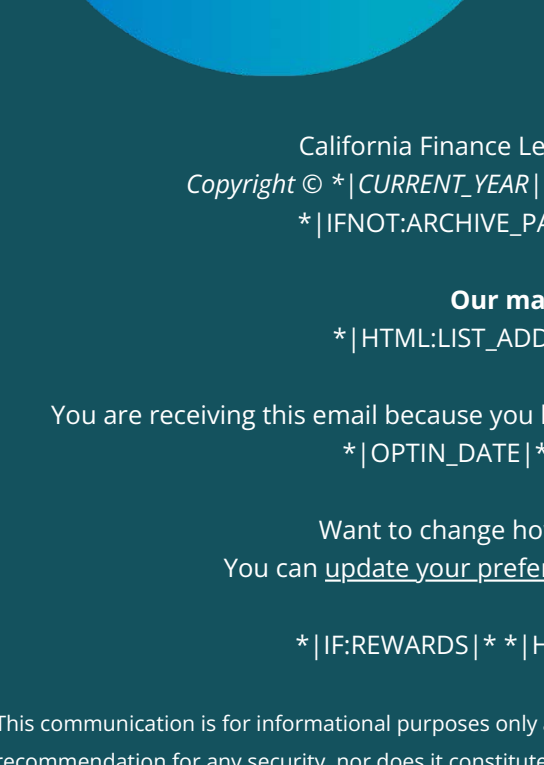 California Finance Le
Copyright © *|CURRENT_YEAR|
*|IFNOT:ARCHIVE_PA
Our ma
*|HTML:LIST_ADD
You are receiving this email because you
*|OPTIN_DATE|*
Want to change ho
You can update your prefe
*|IF:REWARDS|* *|H
This communication is for informational purposes only
recommendation for any security, nor does it constitute